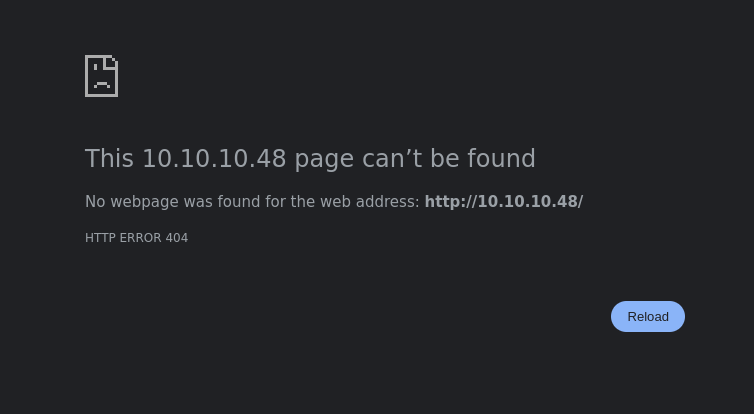 This 10.10.10.48 page can’t be found
No webpage was found for the web address: http://10.10.10.48/
HTTP ERROR 404
Reload